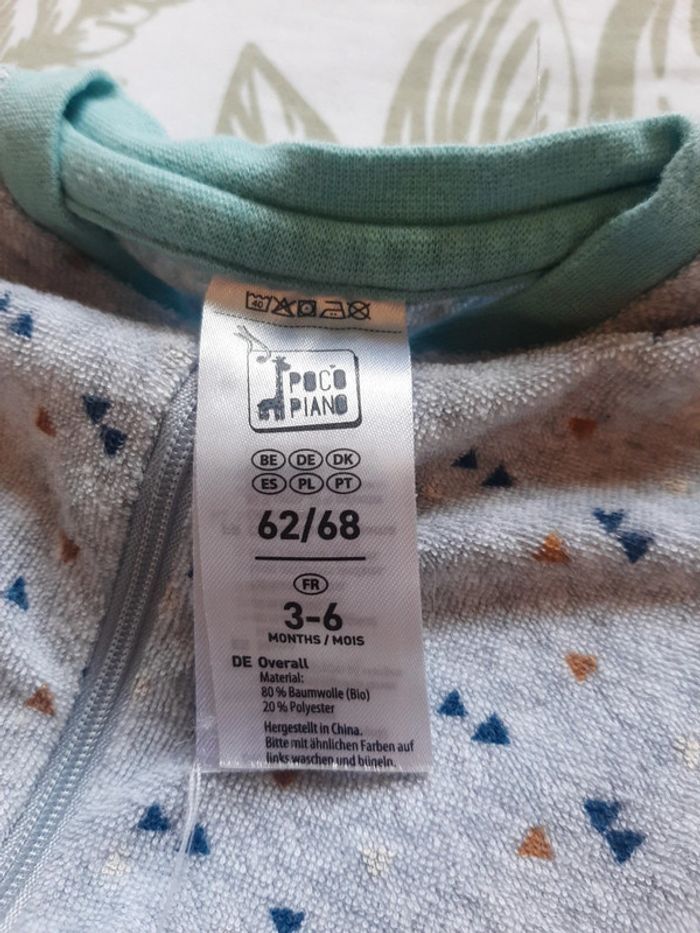 40
POCO
PIANO
BE DE DK
ES PL PT
62/68
FR
3-6
MONTHS / MOIS
DE Overall
Material:
80 % Baumwolle (Bio)
20 % Polyester
Hergestellt in China.
Bitte mit ähnlichen Farben auf
links waschen und bügeln.